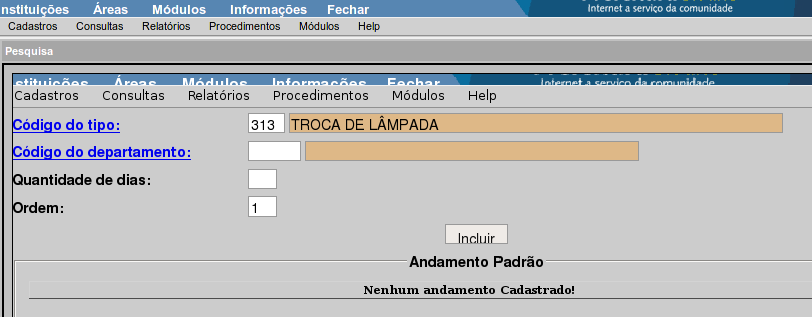 nstituições Áreas Módulos Informações Fechar
Internet a serviço da comunidade
Cadastros Consultas Relatórios Procedimentos Módulos Help
Pesquisa
stituições Áreas Módulos Informações Fechar
Internet a serviço da comunidade
Cadastros Consultas Relatórios Procedimentos Módulos Help
Código do tipo: 313 TROCA DE LÂMPADA
Código do departamento:
Quantidade de dias:
Ordem: 1
Incluir
Andamento Padrão
Nenhum andamento Cadastrado!